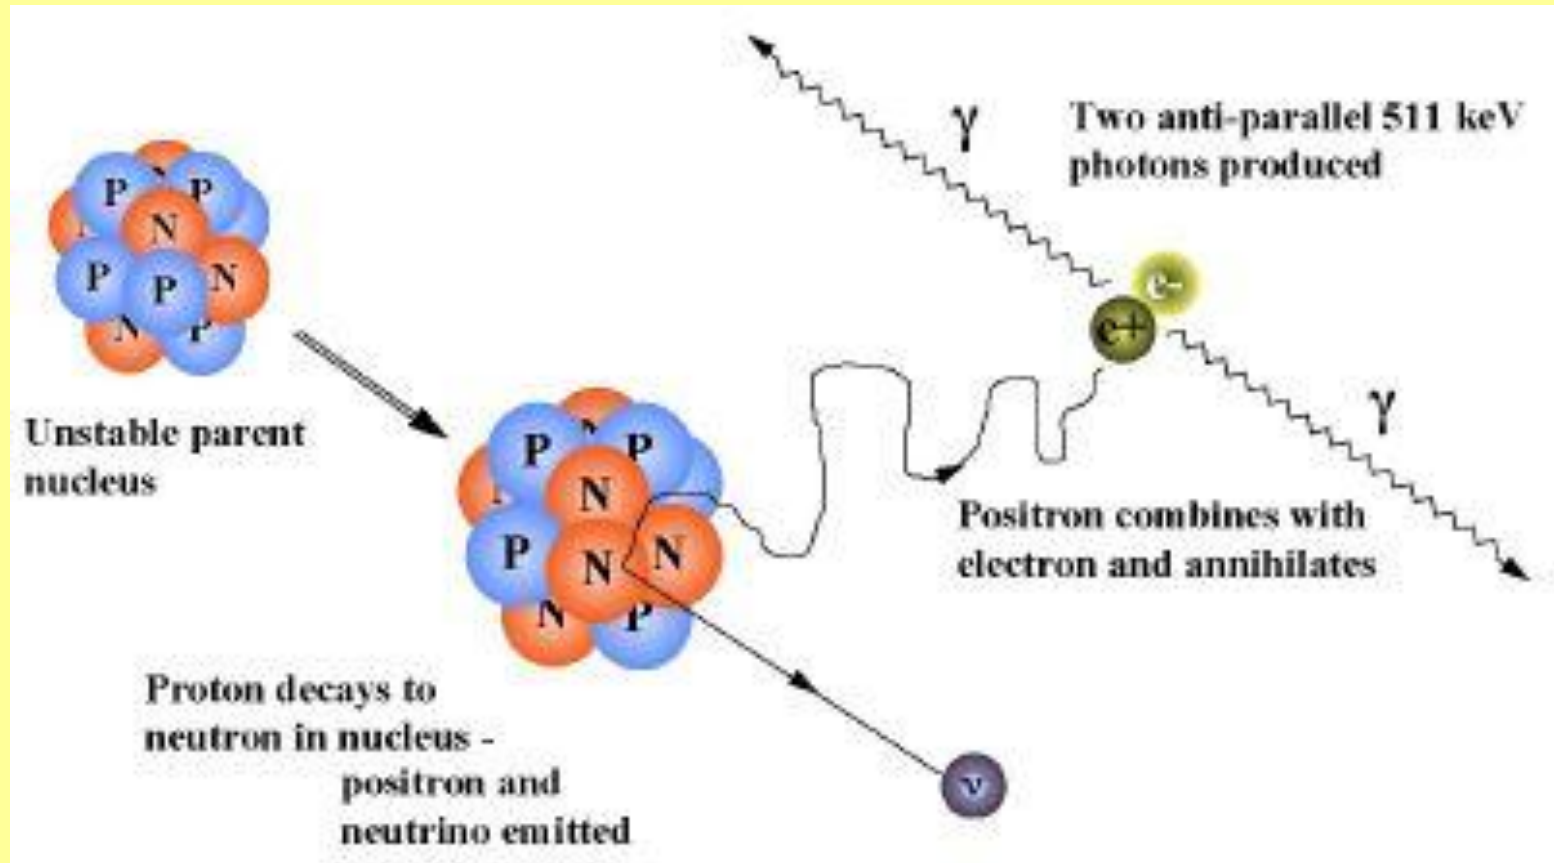 γ
Two anti-parallel 511 keV
photons produced
P
N
P
N
N
P
P
N
N
P
e-
e+
Unstable parent
nucleus
γ
P
N
P
N
P
N
N
N
P
Positron combines with
electron and annihilates
Proton decays to
neutron in nucleus -
positron and
neutrino emitted
ν